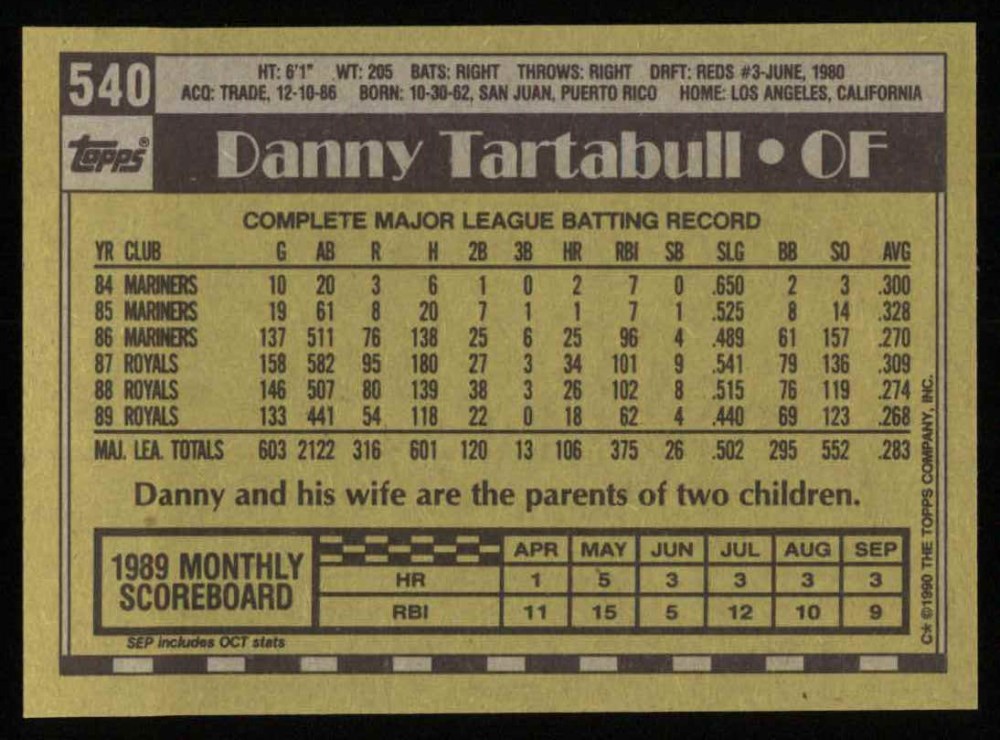 540
HT: 6'1" WT: 205 BATS: RIGHT THROWS: RIGHT DRFT: REDS #3-JUNE, 1980
ACQ: TRADE, 12-10-86 BORN: 10-30-62, SAN JUAN, PUERTO RICO HOME: LOS ANGELES, CALIFORNIA
topps®
Danny Tartabull • OF
COMPLETE MAJOR LEAGUE BATTING RECORD
YR CLUB G AB R H 2B 3B HR RBI SB SLG BB SO AVG
84 MARINERS 10 20 3 6 1 0 2 7 0 .650 2 3 .300
85 MARINERS 19 61 8 20 7 1 1 7 1 .525 8 14 .328
86 MARINERS 137 511 76 138 25 6 25 96 4 .489 61 157 .270
87 ROYALS 158 582 95 180 27 3 34 101 9 .541 79 136 .309
88 ROYALS 146 507 80 139 38 3 26 102 8 .515 76 119 .274
89 ROYALS 133 441 54 118 22 0 18 62 4 .440 69 123 .268
MAJ. LEA. TOTALS 603 2122 316 601 120 13 106 375 26 .502 295 552 .283
Danny and his wife are the parents of two children.
1989 MONTHLY
SCOREBOARD
APR MAY JUN JUL AUG SEP
HR 1 5 3 3 3 3
RBI 11 15 5 12 10 9
SEP includes OCT stats
C* ©1990 THE TOPPS COMPANY, INC.